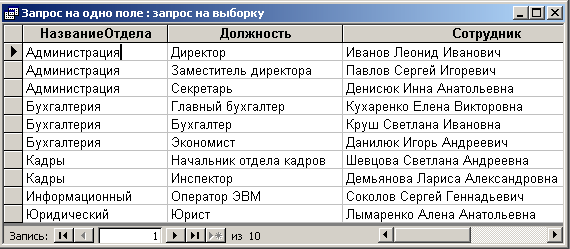 Запрос на одно поле : запрос на выборку
НазваниеОтдела Должность Сотрудник
Администрация Директор Иванов Леонид Иванович
Администрация Заместитель директора Павлов Сергей Игоревич
Администрация Секретарь Денисюк Инна Анатольевна
Бухгалтерия Главный бухгалтер Кухаренко Елена Викторовна
Бухгалтерия Бухгалтер Круш Светлана Ивановна
Бухгалтерия Экономист Данилюк Игорь Андреевич
Кадры Начальник отдела кадров Шевцова Светлана Андреевна
Кадры Инспектор Демьянова Лариса Александровна
Информационный Оператор ЭВМ Соколов Сергей Геннадьевич
Юридический Юрист Лымаренко Алена Анатольевна
Запись: 1 из 10